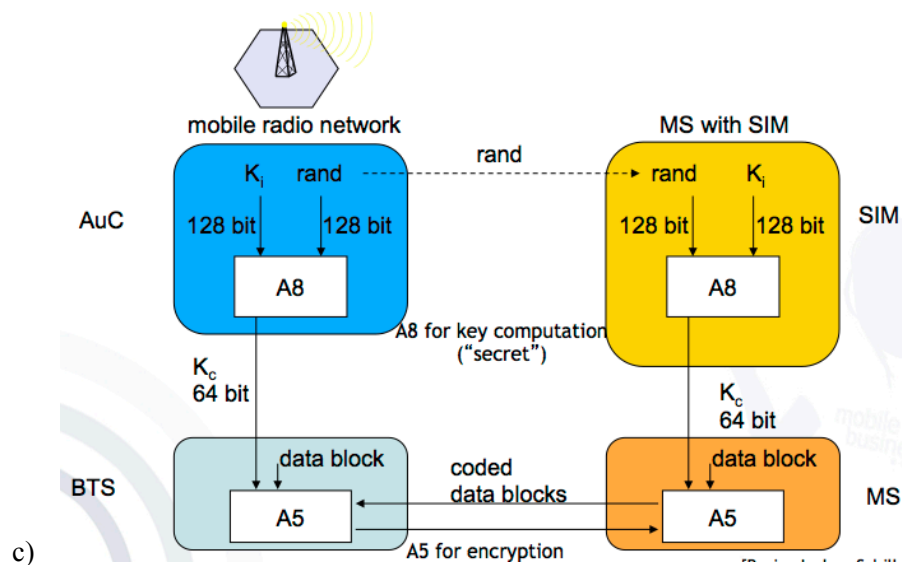 mobile radio network
MS with SIM
rand
Ki rand
rand Ki
AuC
SIM
128 bit 128 bit
128 bit 128 bit
A8
A8
A8 for key computation
("secret")
Kc
64 bit
Kc
64 bit
mobile
data block
coded
data blocks
data block
BTS
MS
A5
A5
A5 for encryption
c)